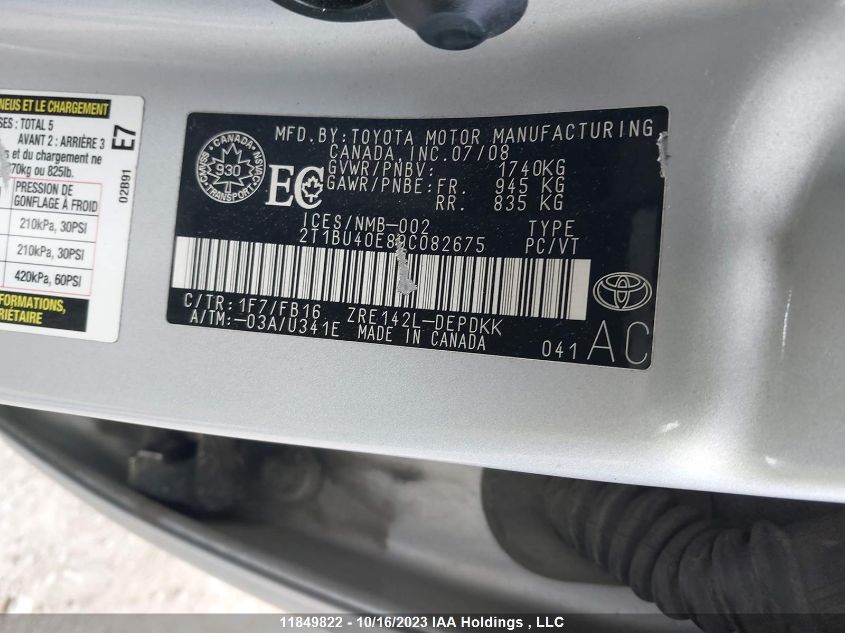 NEUS ET LE CHARGEMENT
SES : TOTAL 5
AVANT 2 : ARRIÈRE 3
s et du chargement ne
70kg ou 825lb.
E7
02B91
PRESSION DE
GONFLAGE À FROID
210kPa, 30PSI
210kPa, 30PSI
420kPa, 60PSI
FORMATIONS,
RIÉTAIRE
CANADA
930
TRANSPORT
EC
MFD.BY:TOYOTA MOTOR MANUFACTURING
CANADA, INC.07/08
GVWR/PNBV: 1740KG
GAWR/PNBE:FR. 945 KG
RR. 835 KG
ICES/NMB-002 TYPE
PC/VT
C/TR:1F7/FB16 ZRE142L-DEPDKK
A/TM:-03A/U341E MADE IN CANADA
041 AC
11849822 - 10/16/2023 IAA Holdings , LLC